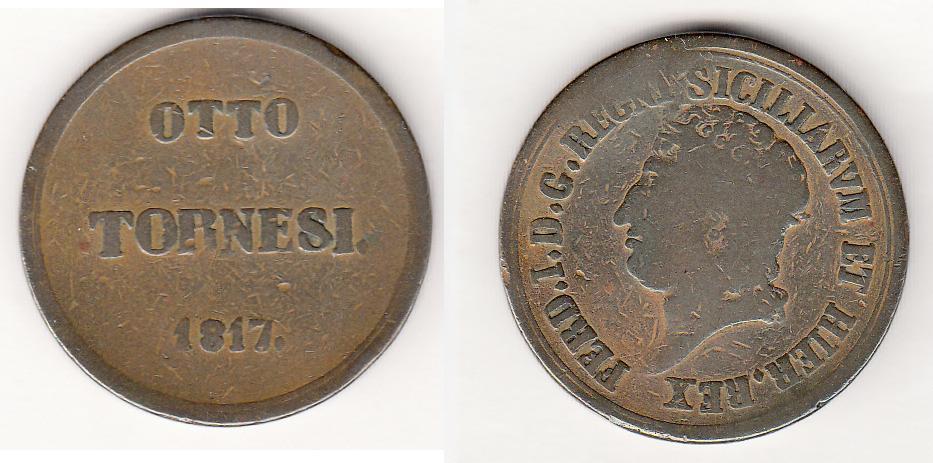 OTTO
TORNESI.
1817.
FERD. I. D. G. REGNI SICILIARVM ET HIER. REX